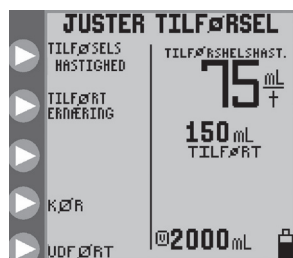 JUSTER TILFØRSEL
TILFØSELS
HASTIGHED
TILFØRT
ERNÆRING
KØR
UDFØRT
TILFØRSHELSHAST.
75 mL/t
150 mL
TILFØRT
2000 mL